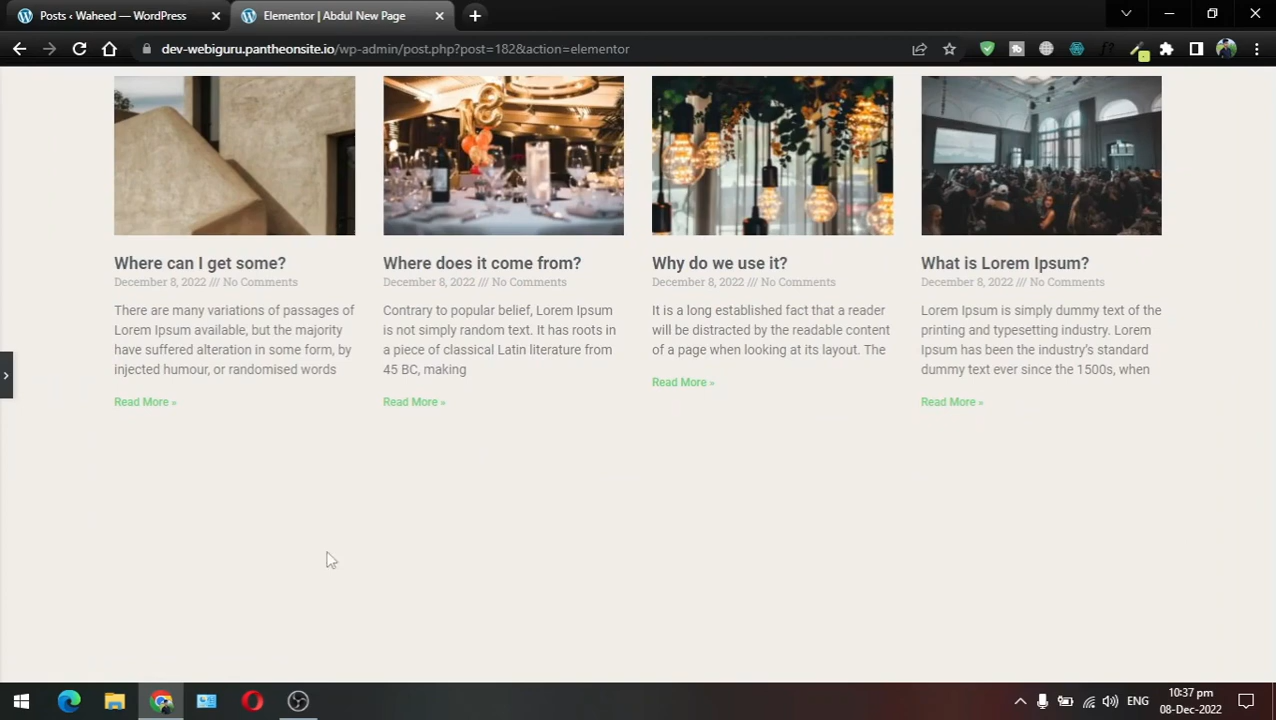 Posts ‹ Waheed — WordPress
Elementor | Abdul New Page
dev-webiguru.pantheonsite.io/wp-admin/post.php?post=182&action=elementor
Where can I get some?
December 8, 2022 /// No Comments
There are many variations of passages of
Lorem Ipsum available, but the majority
have suffered alteration in some form, by
injected humour, or randomised words
Read More »
Where does it come from?
December 8, 2022 /// No Comments
Contrary to popular belief, Lorem Ipsum
is not simply random text. It has roots in
a piece of classical Latin literature from
45 BC, making
Read More »
Why do we use it?
December 8, 2022 /// No Comments
It is a long established fact that a reader
will be distracted by the readable content
of a page when looking at its layout. The
Read More »
What is Lorem Ipsum?
December 8, 2022 /// No Comments
Lorem Ipsum is simply dummy text of the
printing and typesetting industry. Lorem
Ipsum has been the industry’s standard
dummy text ever since the 1500s, when
Read More »
ENG
10:37 pm
08-Dec-2022